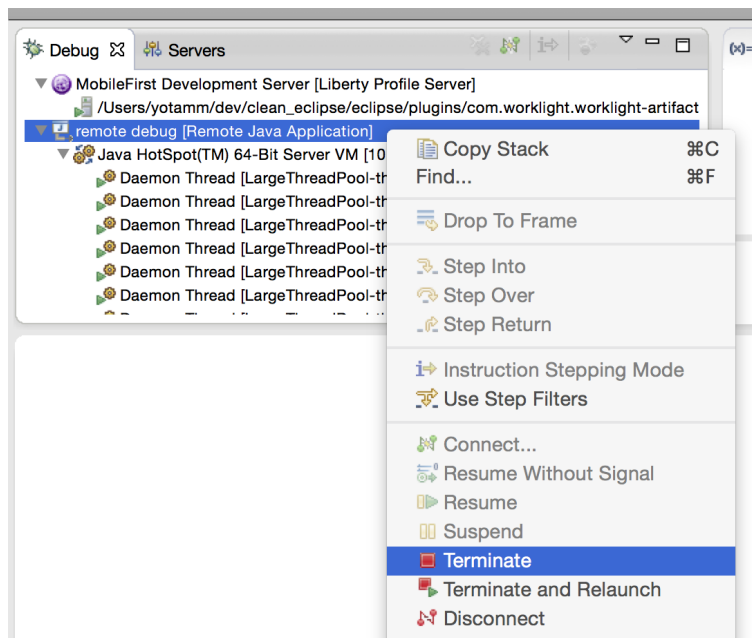 Debug
Servers
(x)=
MobileFirst Development Server [Liberty Profile Server]
/Users/yotamm/dev/clean_eclipse/eclipse/plugins/com.worklight.worklight-artifact
remote debug [Remote Java Application]
Java HotSpot(TM) 64-Bit Server VM [10
Daemon Thread [LargeThreadPool-th
Daemon Thread [LargeThreadPool-th
Daemon Thread [LargeThreadPool-th
Daemon Thread [LargeThreadPool-th
Daemon Thread [LargeThreadPool-th
Daemon Thread [LargeThreadPool-th
Copy Stack ⌘C
Find... ⌘F
Drop To Frame
Step Into
Step Over
Step Return
Instruction Stepping Mode
Use Step Filters
Connect...
Resume Without Signal
Resume
Suspend
Terminate
Terminate and Relaunch
Disconnect